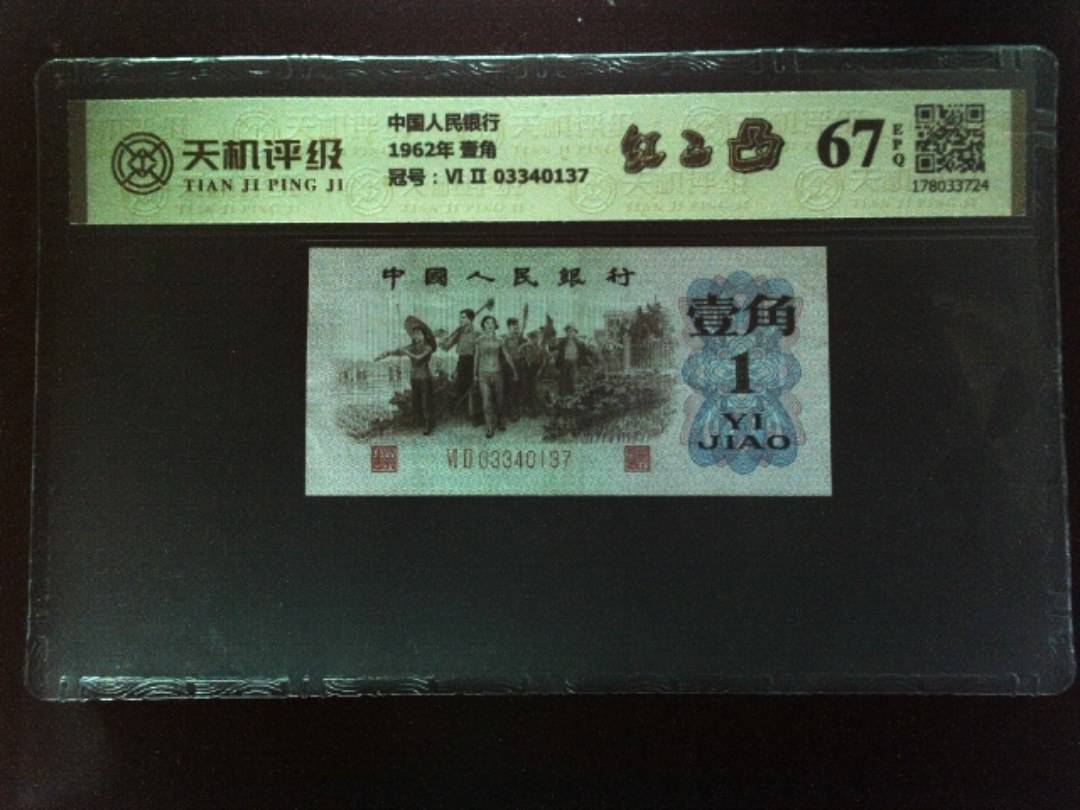 天机评级
TIAN JI PING JI
中国人民银行
1962年 壹角
冠号：VI II 03340137
红二凸
67
EPQ
178033724
中國人民銀行
壹角
1
YI
JIAO
VI II 03340137